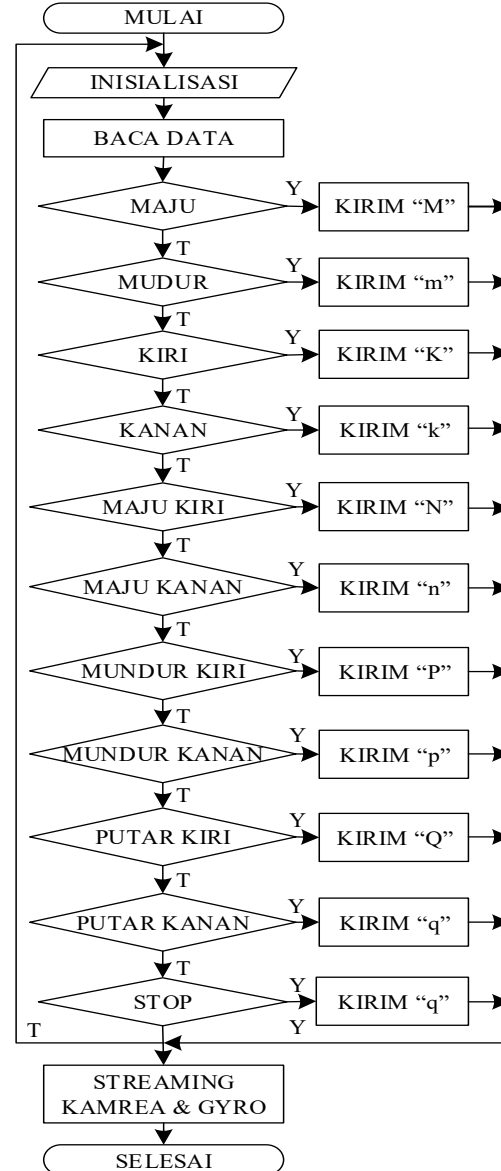 MULAI
INISIALISASI
BACA DATA
MAJU
Y
KIRIM “M”
T
MUDUR
Y
KIRIM “m”
T
KIRI
Y
KIRIM “K”
T
KANAN
Y
KIRIM “k”
T
MAJU KIRI
Y
KIRIM “N”
T
MAJU KANAN
Y
KIRIM “n”
T
MUNDUR KIRI
Y
KIRIM “P”
T
MUNDUR KANAN
Y
KIRIM “p”
T
PUTAR KIRI
Y
KIRIM “Q”
T
PUTAR KANAN
Y
KIRIM “q”
T
STOP
Y
KIRIM “q”
T
Y
STREAMING
KAMREA & GYRO
SELESAI